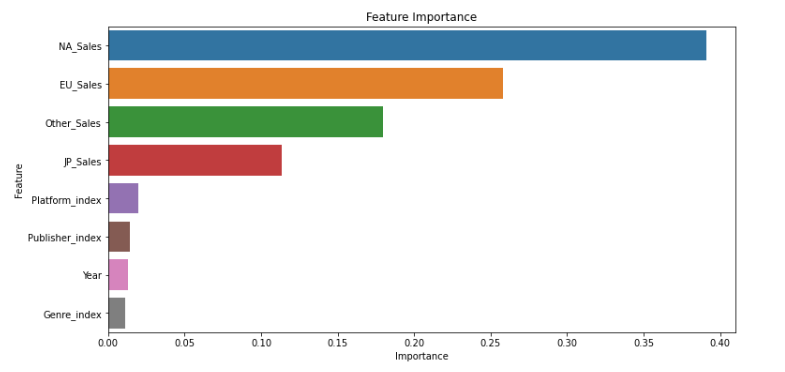 Feature Importance
NA_Sales
EU_Sales
Other_Sales
JP_Sales
Platform_index
Publisher_index
Year
Genre_index
Feature
0.00 0.05 0.10 0.15 0.20 0.25 0.30 0.35 0.40
Importance